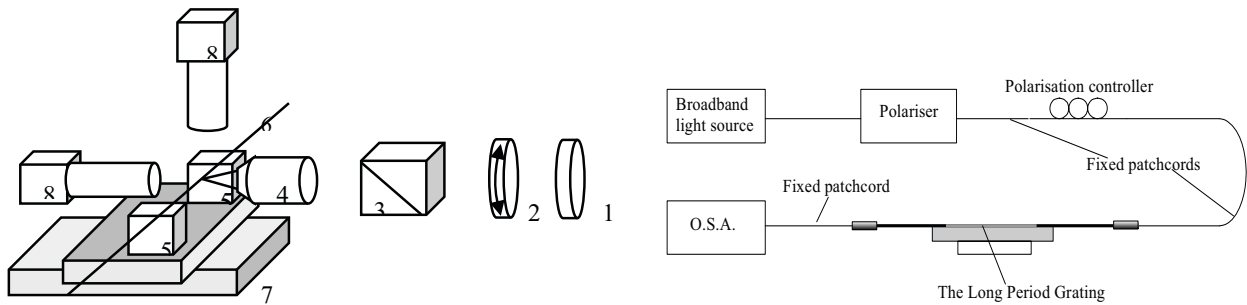 8
6
8
5
4
3
2
1
5
7
Polarisation controller
Broadband
light source
Polariser
Fixed patchcords
Fixed patchcord
O.S.A.
The Long Period Grating